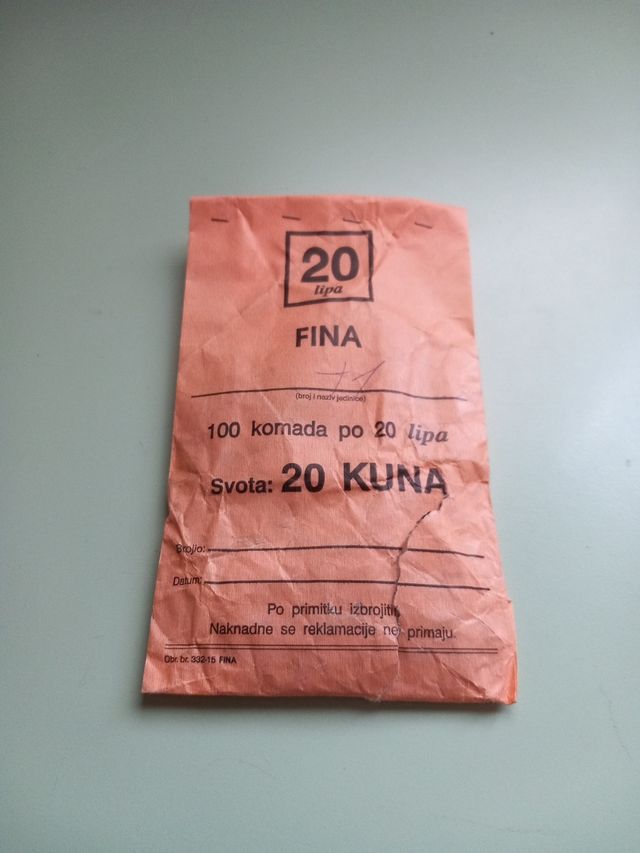 20
lipa
FINA
+1
(broj i naziv jedinice)
100 komada po 20 lipa
Svota: 20 KUNA
Brojio:
Datum:
Po primitku izbrojiti.
Naknadne se reklamacije ne primaju.
Obr. br. 332-15 FINA